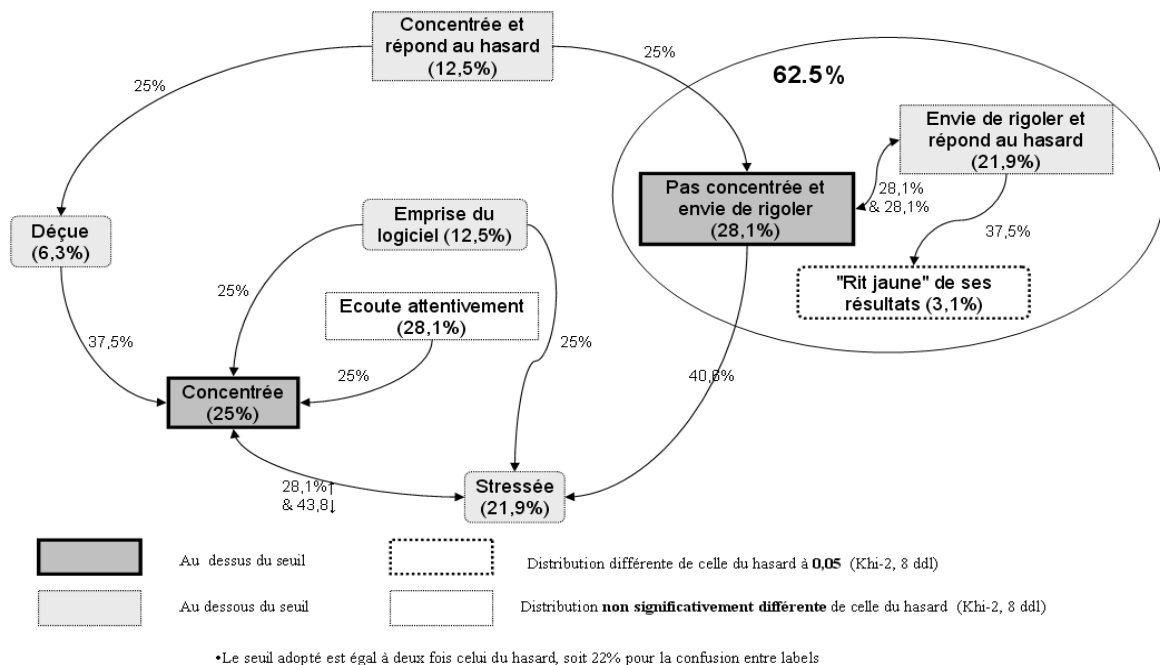 Concentrée et
répond au hasard
(12,5%)
25%
25%
62.5%
Envie de rigoler et
répond au hasard
(21,9%)
Pas concentrée et
envie de rigoler
(28,1%)
28,1%
& 28,1%
37,5%
"Rit jaune" de ses
résultats (3,1%)
Déçue
(6,3%)
Emprise du
logiciel (12,5%)
25%
Ecoute attentivement
(28,1%)
25%
37,5%
25%
40,6%
Concentrée
(25%)
28,1%↑
& 43,8↓
Stressée
(21,9%)
Au dessus du seuil
Distribution différente de celle du hasard à 0,05 (Khi-2, 8 ddl)
Au dessous du seuil
Distribution non significativement différente de celle du hasard (Khi-2, 8 ddl)
•Le seuil adopté est égal à deux fois celui du hasard, soit 22% pour la confusion entre labels